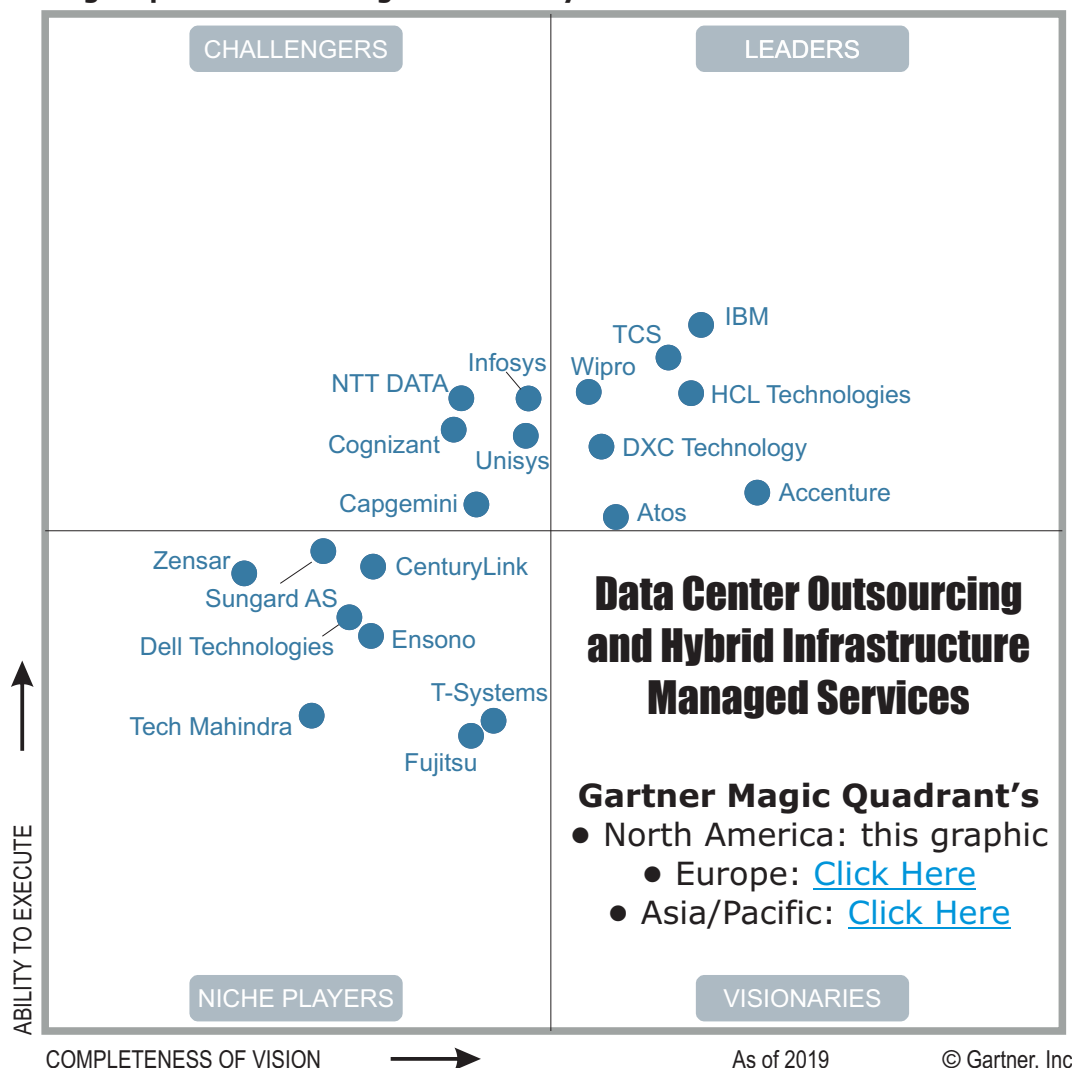 CHALLENGERS
LEADERS
IBM
TCS
Infosys
Wipro
NTT DATA
HCL Technologies
Cognizant
DXC Technology
Unisys
Accenture
Capgemini
Atos
Zensar
CenturyLink
Sungard AS
Dell Technologies
Ensono
T-Systems
Tech Mahindra
Fujitsu
Data Center Outsourcing
and Hybrid Infrastructure
Managed Services
Gartner Magic Quadrant’s
● North America: this graphic
● Europe: Click Here
● Asia/Pacific: Click Here
ABILITY TO EXECUTE
NICHE PLAYERS
VISIONARIES
COMPLETENESS OF VISION
As of 2019
© Gartner, Inc